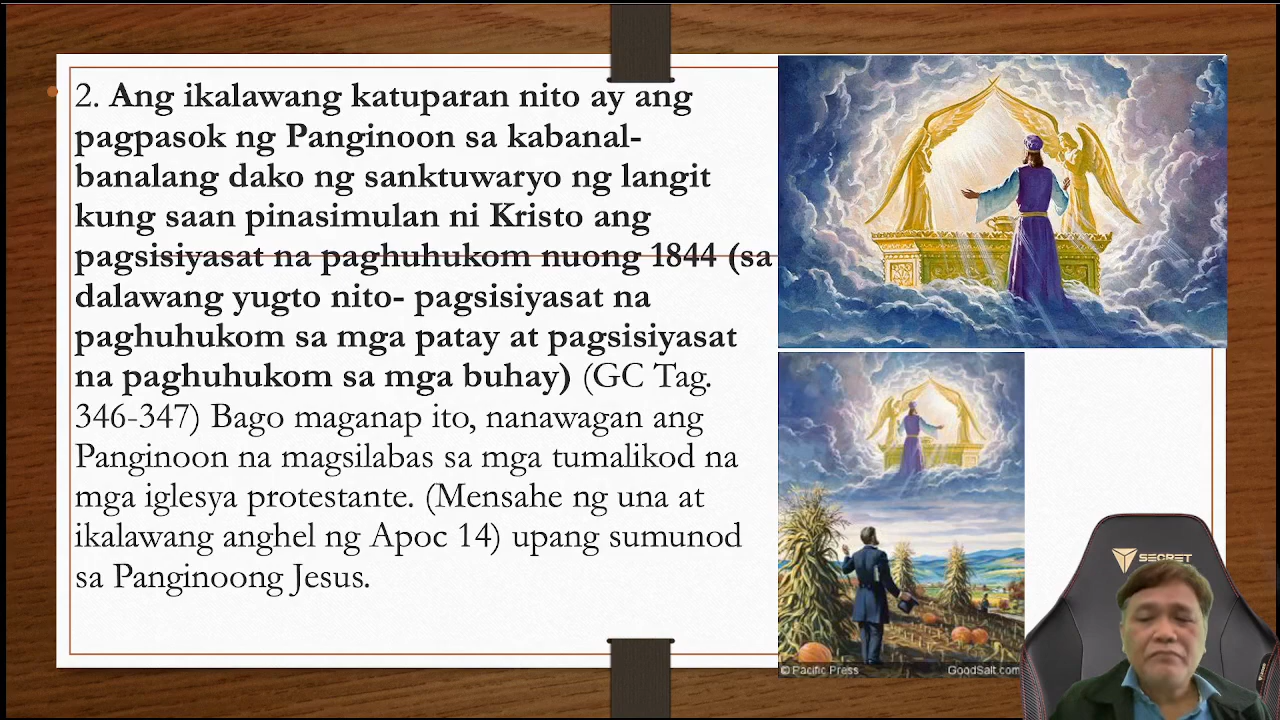 2. Ang ikalawang katuparan nito ay ang
pagpasok ng Panginoon sa kabanal-
banalang dako ng sanktuwaryo ng langit
kung saan pinasimulan ni Kristo ang
pagsisiyasat na paghuhukom nuong 1844 (sa
dalawang yugto nito- pagsisiyasat na
paghuhukom sa mga patay at pagsisiyasat
na paghuhukom sa mga buhay) (GC Tag.
346-347) Bago maganap ito, nanawagan ang
Panginoon na magsilabas sa mga tumalikod na
mga iglesya protestante. (Mensahe ng una at
ikalawang anghel ng Apoc 14) upang sumunod
sa Panginoong Jesus.
© Pacific Press
GoodSalt.com
SECRET